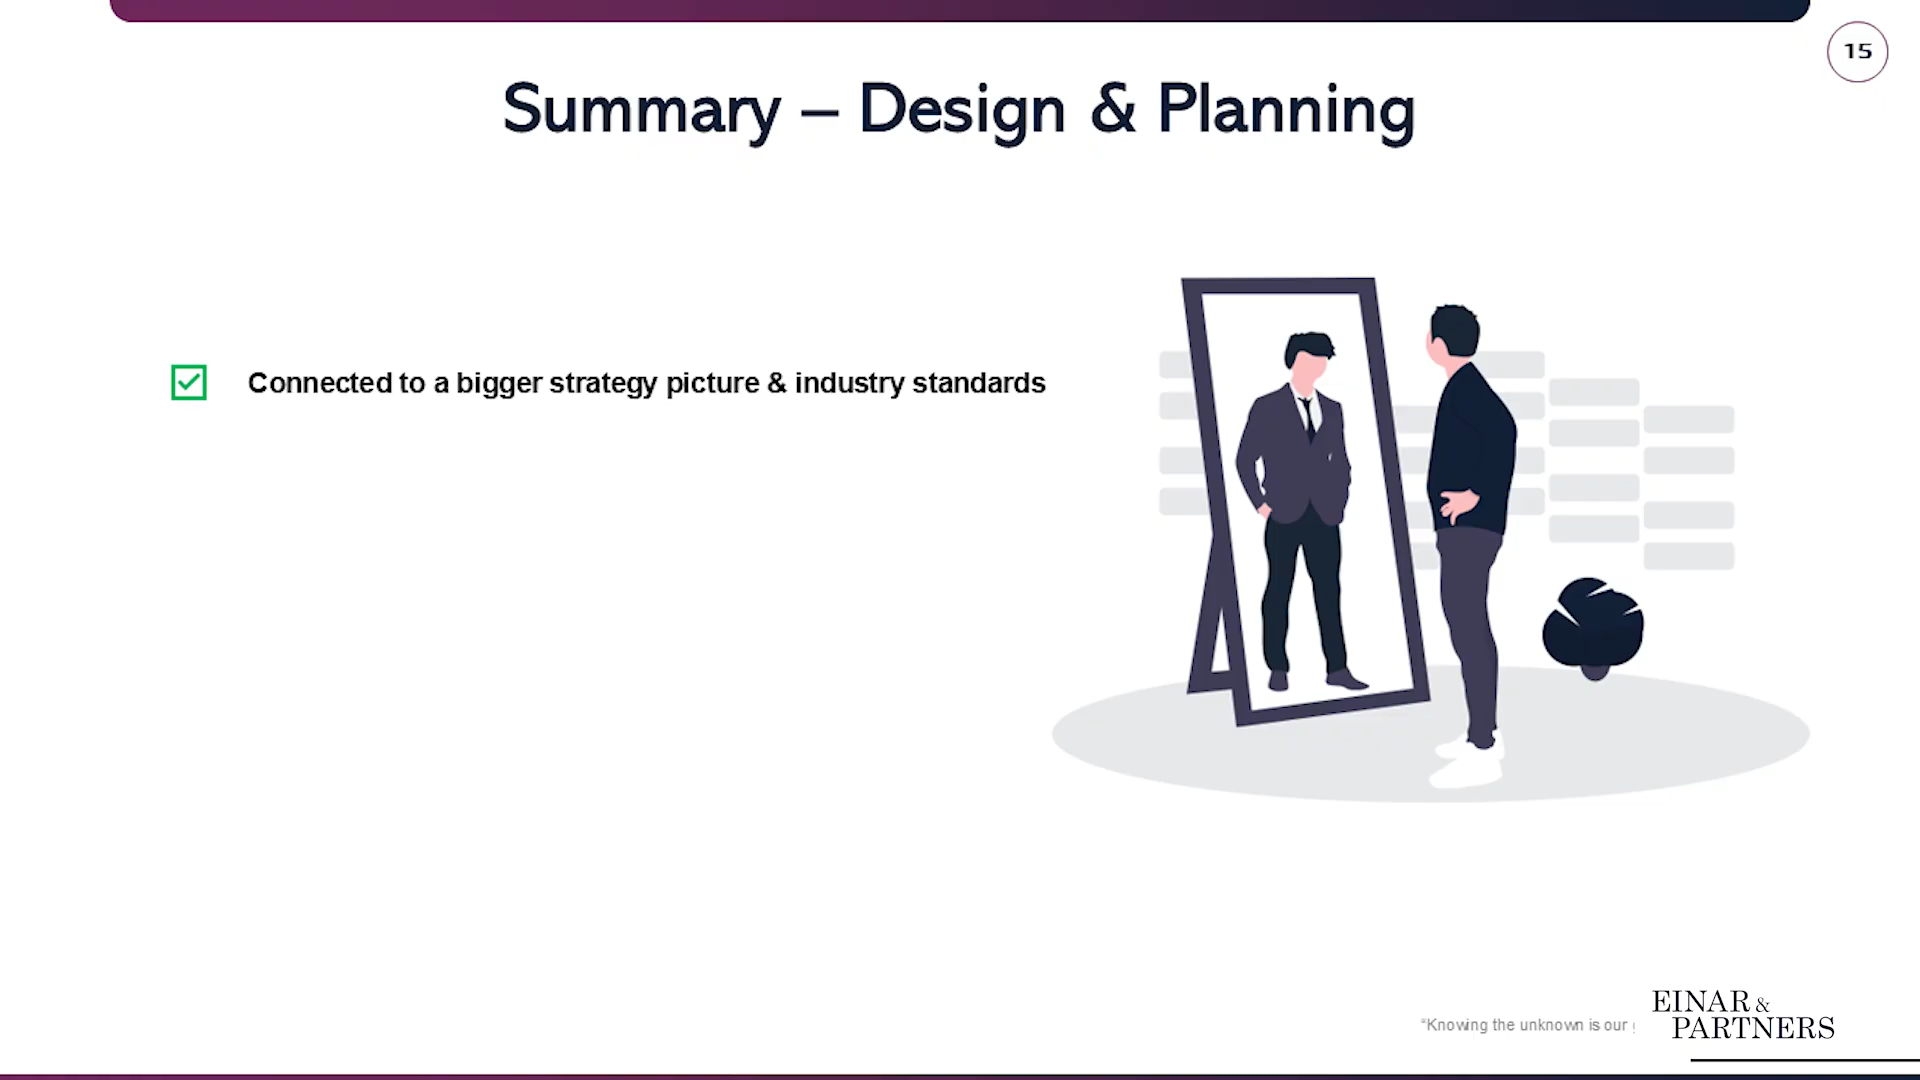 15
Summary – Design & Planning
Connected to a bigger strategy picture & industry standards
“Knowing the unknown is our
EINAR &
PARTNERS